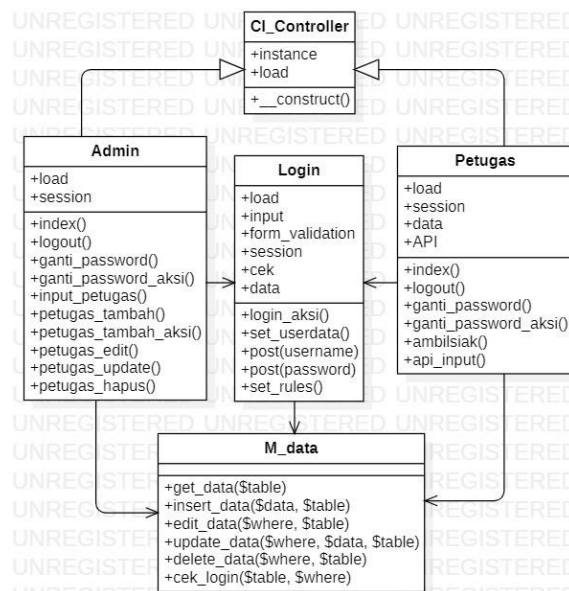 UNREGISTERED UNREGISTERED UNREGISTERED UNREGISTERED
CI_Controller
+instance
+load
+__construct()
Admin
+load
+session
+index()
+logout()
+ganti_password()
+ganti_password_aksi()
+input_petugas()
+petugas_tambah()
+petugas_tambah_aksi()
+petugas_edit()
+petugas_update()
+petugas_hapus()
Login
+load
+input
+form_validation
+session
+cek
+data
+login_aksi()
+set_userdata()
+post(username)
+post(password)
+set_rules()
Petugas
+load
+session
+data
+API
+index()
+logout()
+ganti_password()
+ganti_password_aksi()
+ambilsiak()
+api_input()
M_data
+get_data($table)
+insert_data($data, $table)
+edit_data($where, $table)
+update_data($where, $data, $table)
+delete_data($where, $table)
+cek_login($table, $where)